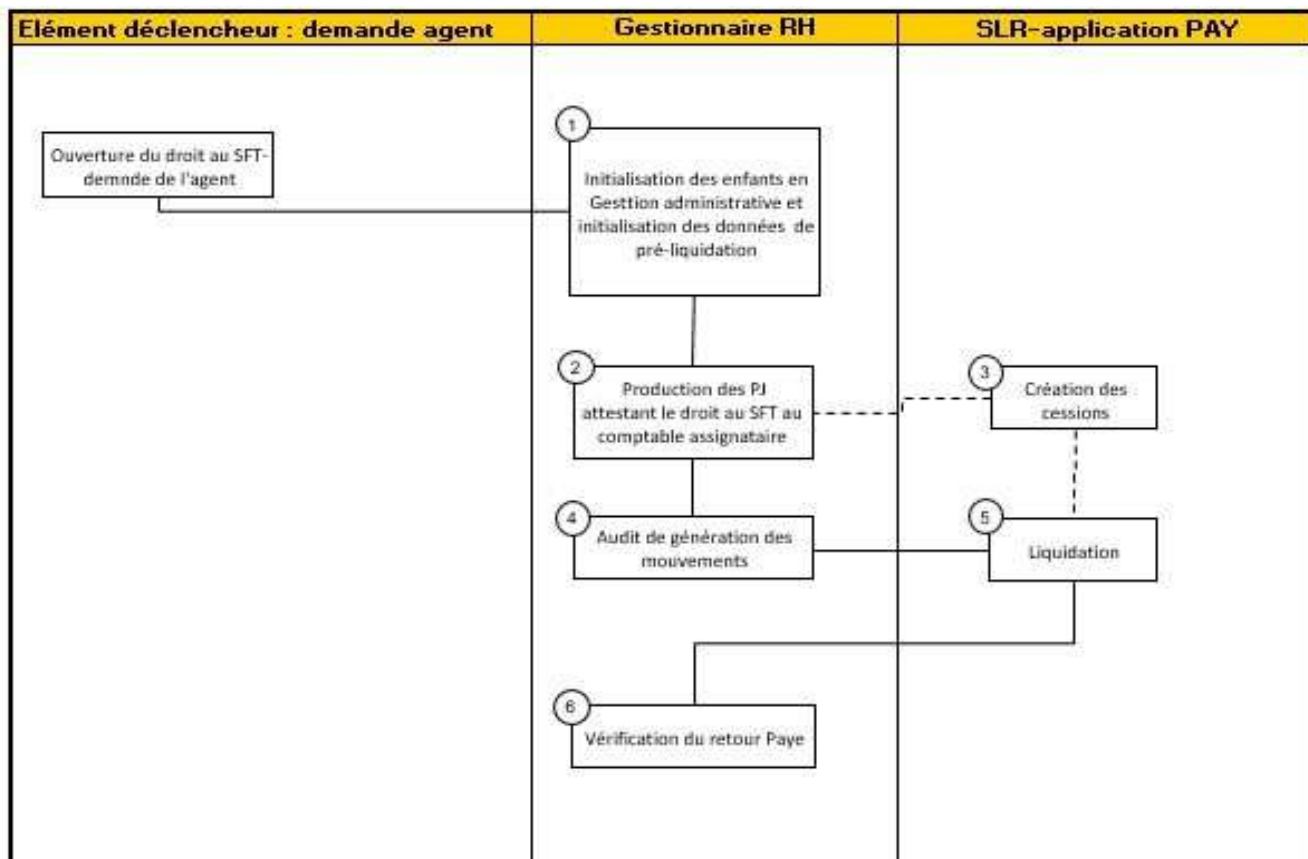 Elément déclencheur : demande agent
Gestionnaire RH
SLR-application PAY
Ouverture du droit au SFT-
demnde de l'agent
1
Initialisation des enfants en
Gesttion administrative et
initialisation des données de
pré-liquidation
2
Production des PJ
attestant le droit au SFT au
comptable assignataire
3
Création des
cessions
4
Audit de génération des
mouvements
5
Liquidation
6
Vérification du retour Paye